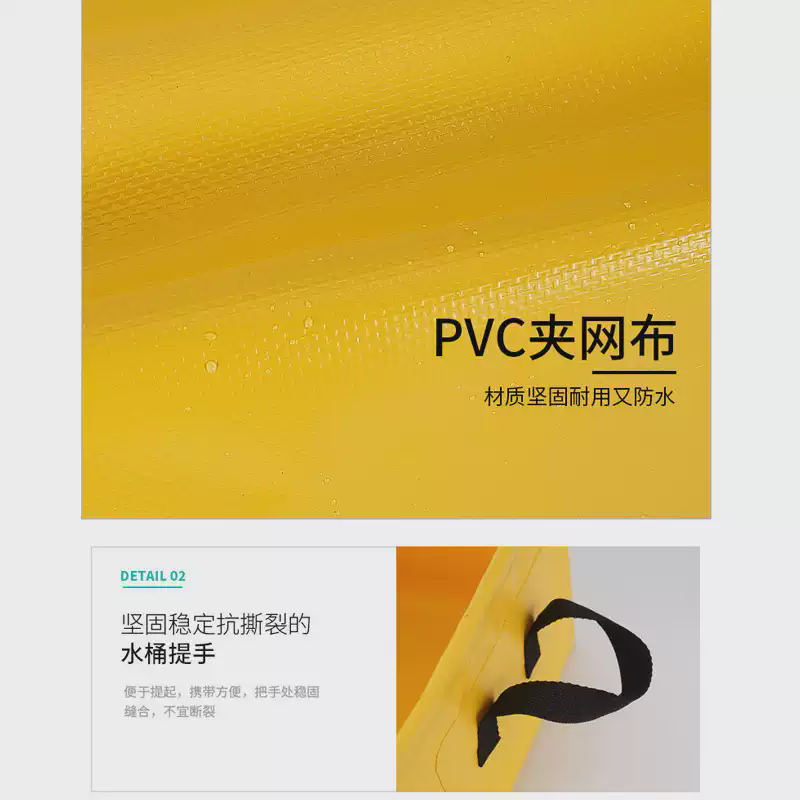 PVC夹网布
材质坚固耐用又防水
DETAIL 02
坚固稳定抗撕裂的
水桶提手
便于提起，携带方便，把手处稳固
缝合，不宜断裂